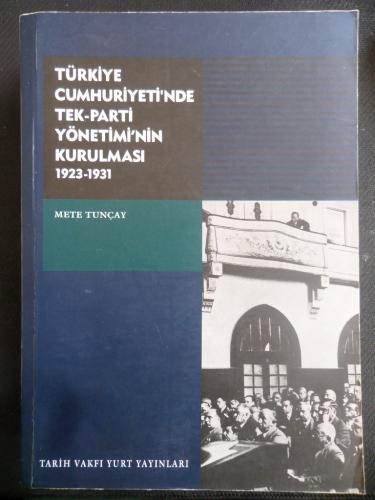 TÜRKİYE
CUMHURİYETİ'NDE
TEK-PARTİ
YÖNETİMİ'NİN
KURULMASI
1923-1931
METE TUNÇAY
TARİH VAKFI YURT YAYINLARI